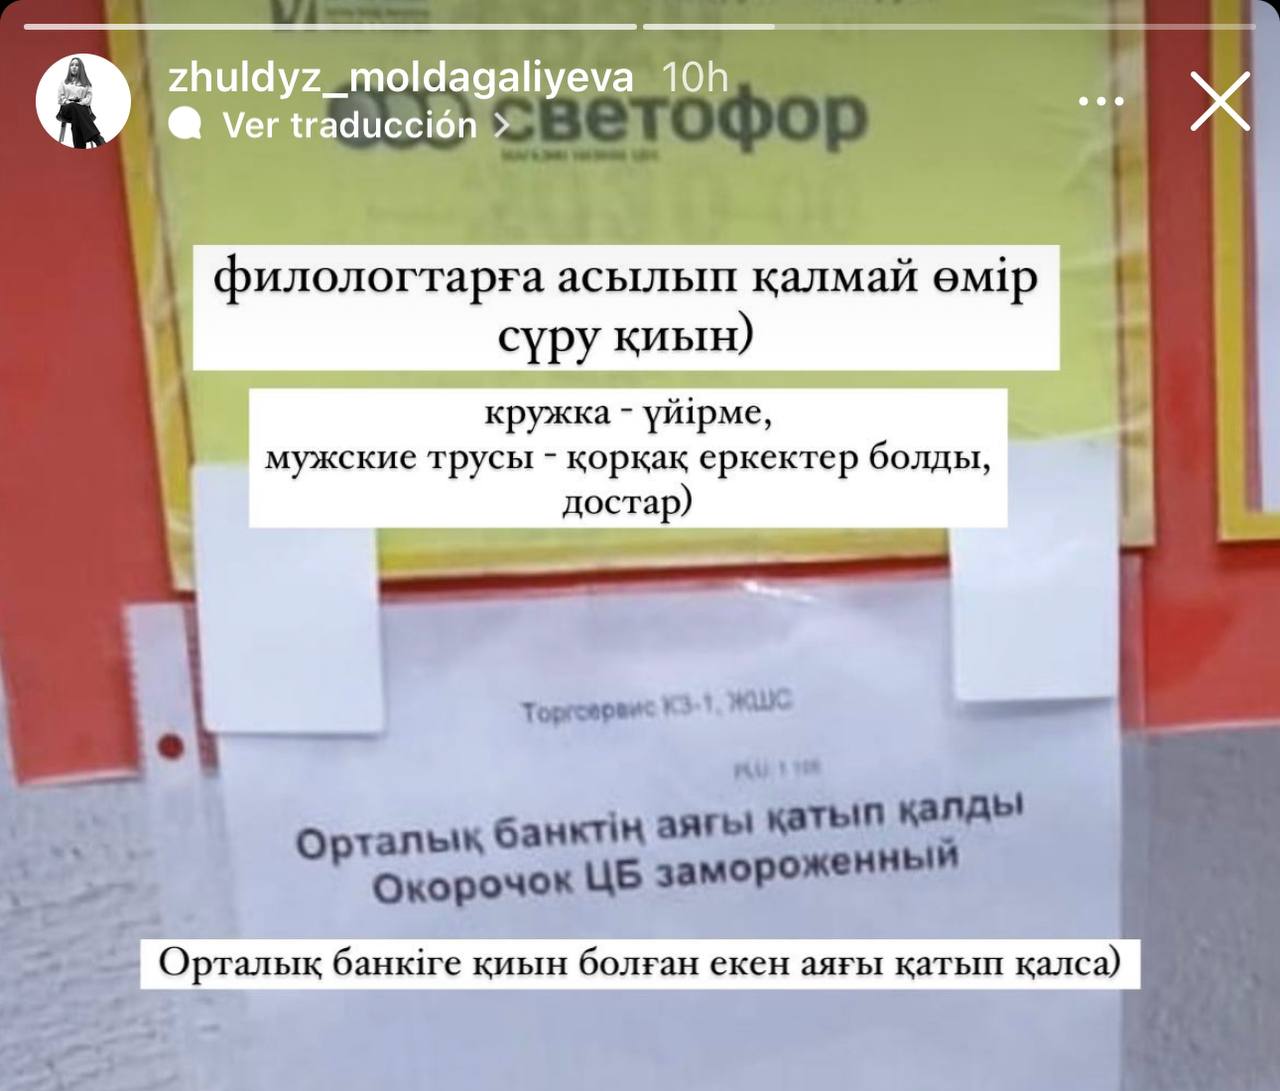 zhuldyz_moldagaliyeva 10h
Ver traducción
светофор
филологтарға асылып қалмай өмір
сүру қиын)
кружка - үйірме,
мужские трусы - қорқақ еркектер болды,
достар)
Торгсервис КЗ-1, ЖШС
Орталық банктің аяғы қатып қалды
Окорочок ЦБ замороженный
Орталық банкіге қиын болған екен аяғы қатып қалса)